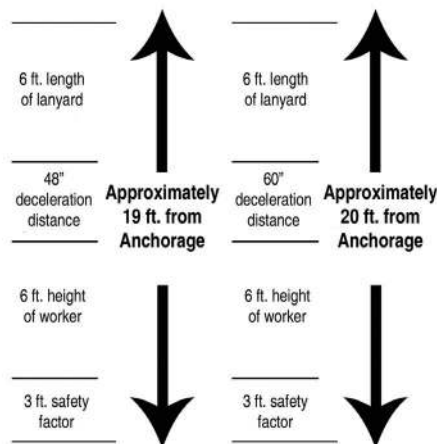 6 ft. length
of lanyard
48”
deceleration
distance
Approximately
19 ft. from
Anchorage
6 ft. height
of worker
3 ft. safety
factor
6 ft. length
of lanyard
60”
deceleration
distance
Approximately
20 ft. from
Anchorage
6 ft. height
of worker
3 ft. safety
factor